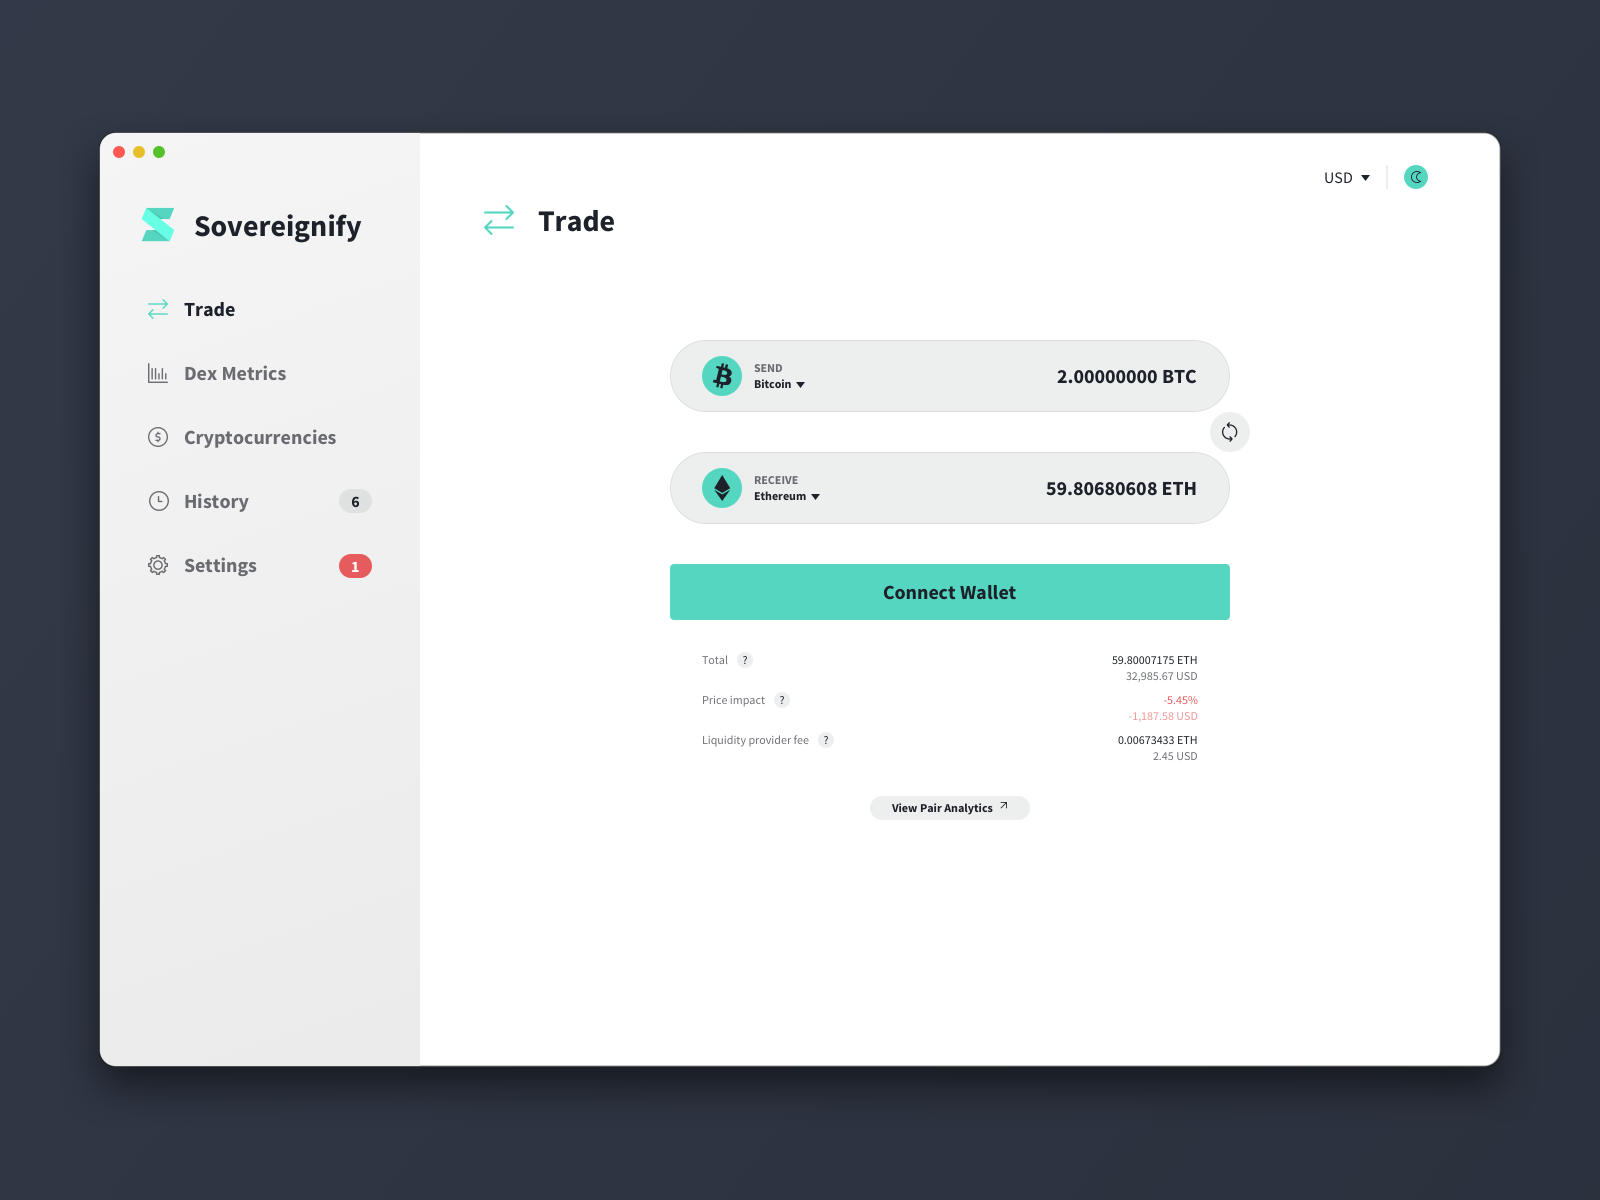 Sovereignify
Trade
Dex Metrics
Cryptocurrencies
History 6
Settings 1
USD
Trade
SEND
Bitcoin
2.00000000 BTC
RECEIVE
Ethereum
59.80680608 ETH
Connect Wallet
Total ? 59.80007175 ETH
32,985.67 USD
Price impact ? -5.45%
-1,187.58 USD
Liquidity provider fee ? 0.00673433 ETH
2.45 USD
View Pair Analytics